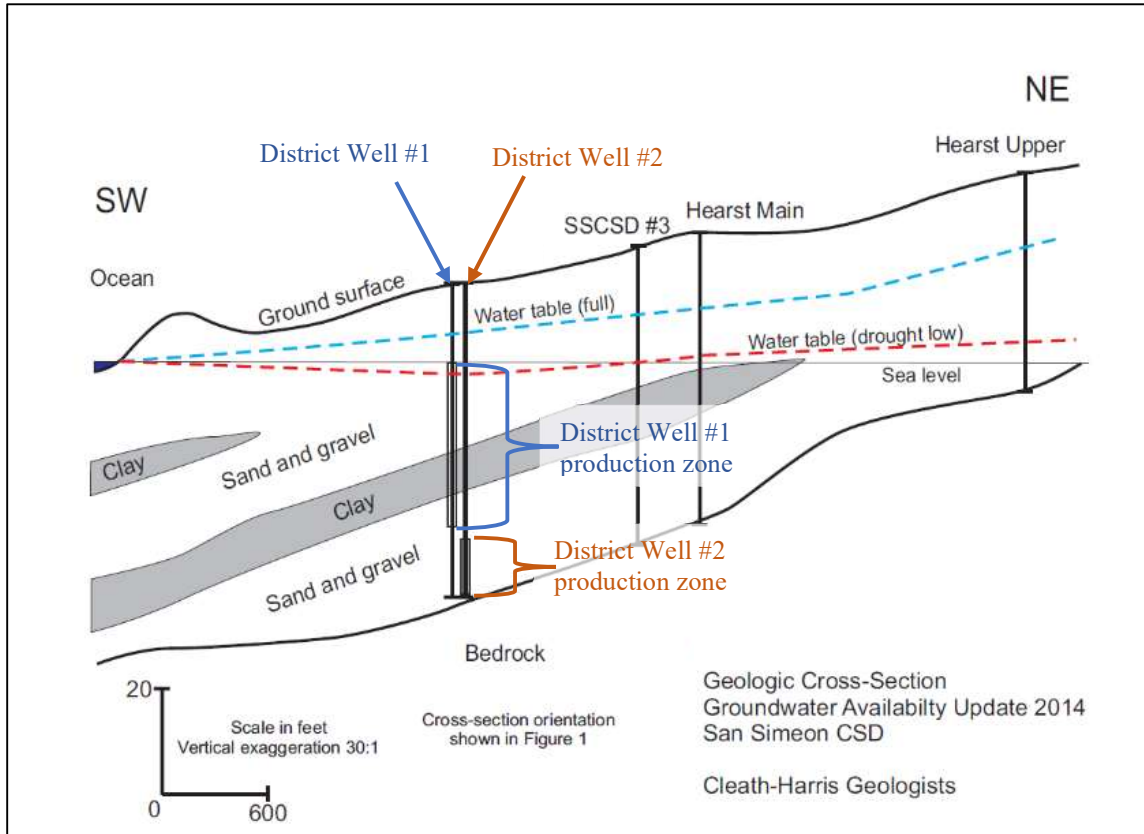 NE
District Well #1
District Well #2
Hearst Upper
SW
SSCSD #3
Hearst Main
Ocean
Ground surface
Water table (full)
Water table (drought low)
Sea level
District Well #1
production zone
Clay
Sand and gravel
Clay
Sand and gravel
District Well #2
production zone
Bedrock
20
Scale in feet
Vertical exaggeration 30:1
0
600
Cross-section orientation
shown in Figure 1
Geologic Cross-Section
Groundwater Availabilty Update 2014
San Simeon CSD
Cleath-Harris Geologists